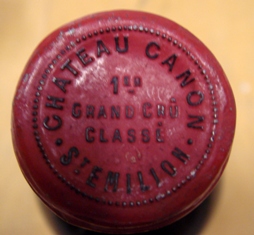 CHATEAU CANON
1ER
GRAND CRU
CLASSÉ
· ST EMILION ·